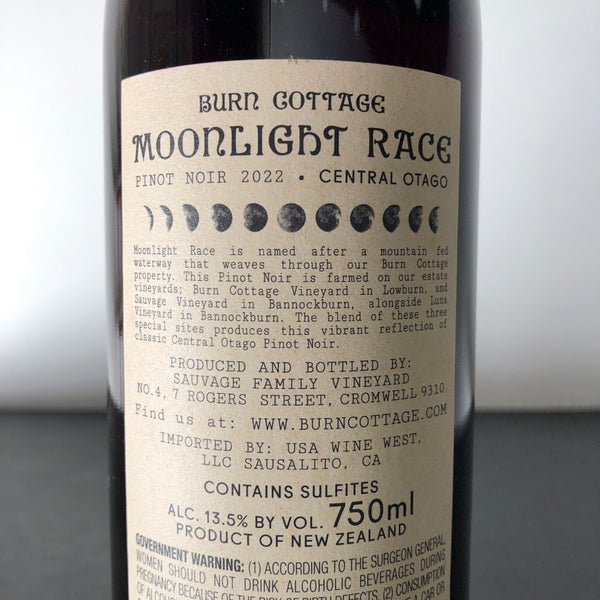 BURN COTTAGE
MOONLIGHT RACE
PINOT NOIR 2022 • CENTRAL OTAGO
Moonlight Race is named after a mountain fed
waterway that weaves through our Burn Cottage
property. This Pinot Noir is farmed on our estate
vineyards; Burn Cottage Vineyard in Lowburn, and
Sauvage Vineyard in Bannockburn, alongside Luna
Vineyard in Bannockburn. The blend of these three
special sites produces this vibrant reflection of
classic Central Otago Pinot Noir.
PRODUCED AND BOTTLED BY:
SAUVAGE FAMILY VINEYARD
NO.4, 7 ROGERS STREET, CROMWELL 9310
Find us at: WWW.BURNCOTTAGE.COM
IMPORTED BY: USA WINE WEST,
LLC SAUSALITO, CA
CONTAINS SULFITES
ALC. 13.5% BY VOL. 750ml
PRODUCT OF NEW ZEALAND
GOVERNMENT WARNING: (1) ACCORDING TO THE SURGEON GENERAL,
WOMEN SHOULD NOT DRINK ALCOHOLIC BEVERAGES DURING
PREGNANCY BECAUSE OF THE RISK OF BIRTH DEFECTS. (2) CONSUMPTION
A CAR OR